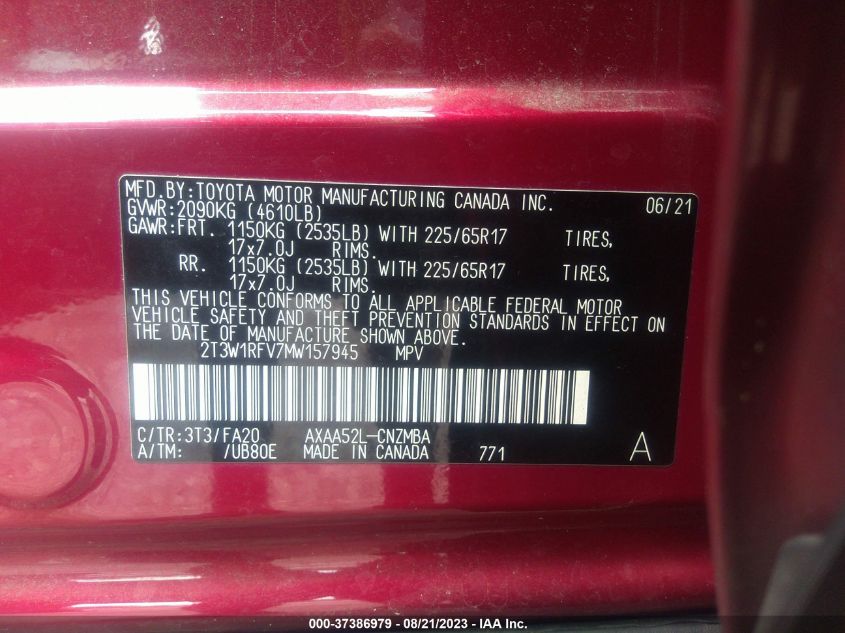 MFD.BY:TOYOTA MOTOR MANUFACTURING CANADA INC. 06/21
GVWR:2090KG (4610LB)
GAWR:FRT. 1150KG (2535LB) WITH 225/65R17 TIRES,
17x7.0J RIMS.
RR. 1150KG (2535LB) WITH 225/65R17 TIRES,
17x7.0J RIMS.
THIS VEHICLE CONFORMS TO ALL APPLICABLE FEDERAL MOTOR
VEHICLE SAFETY AND THEFT PREVENTION STANDARDS IN EFFECT ON
THE DATE OF MANUFACTURE SHOWN ABOVE.
2T3W1RFV7MW157945 MPV
C/TR:3T3/FA20 AXAA52L-CNZMBA
A/TM: /UB80E MADE IN CANADA 771 A
000-37386979 - 08/21/2023 - IAA Inc.